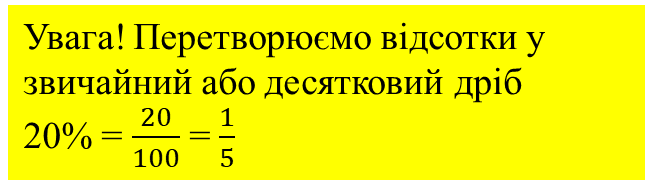 Увага! Перетворюємо відсотки у
звичайний або десятковий дріб
20% = 20/100 = 1/5